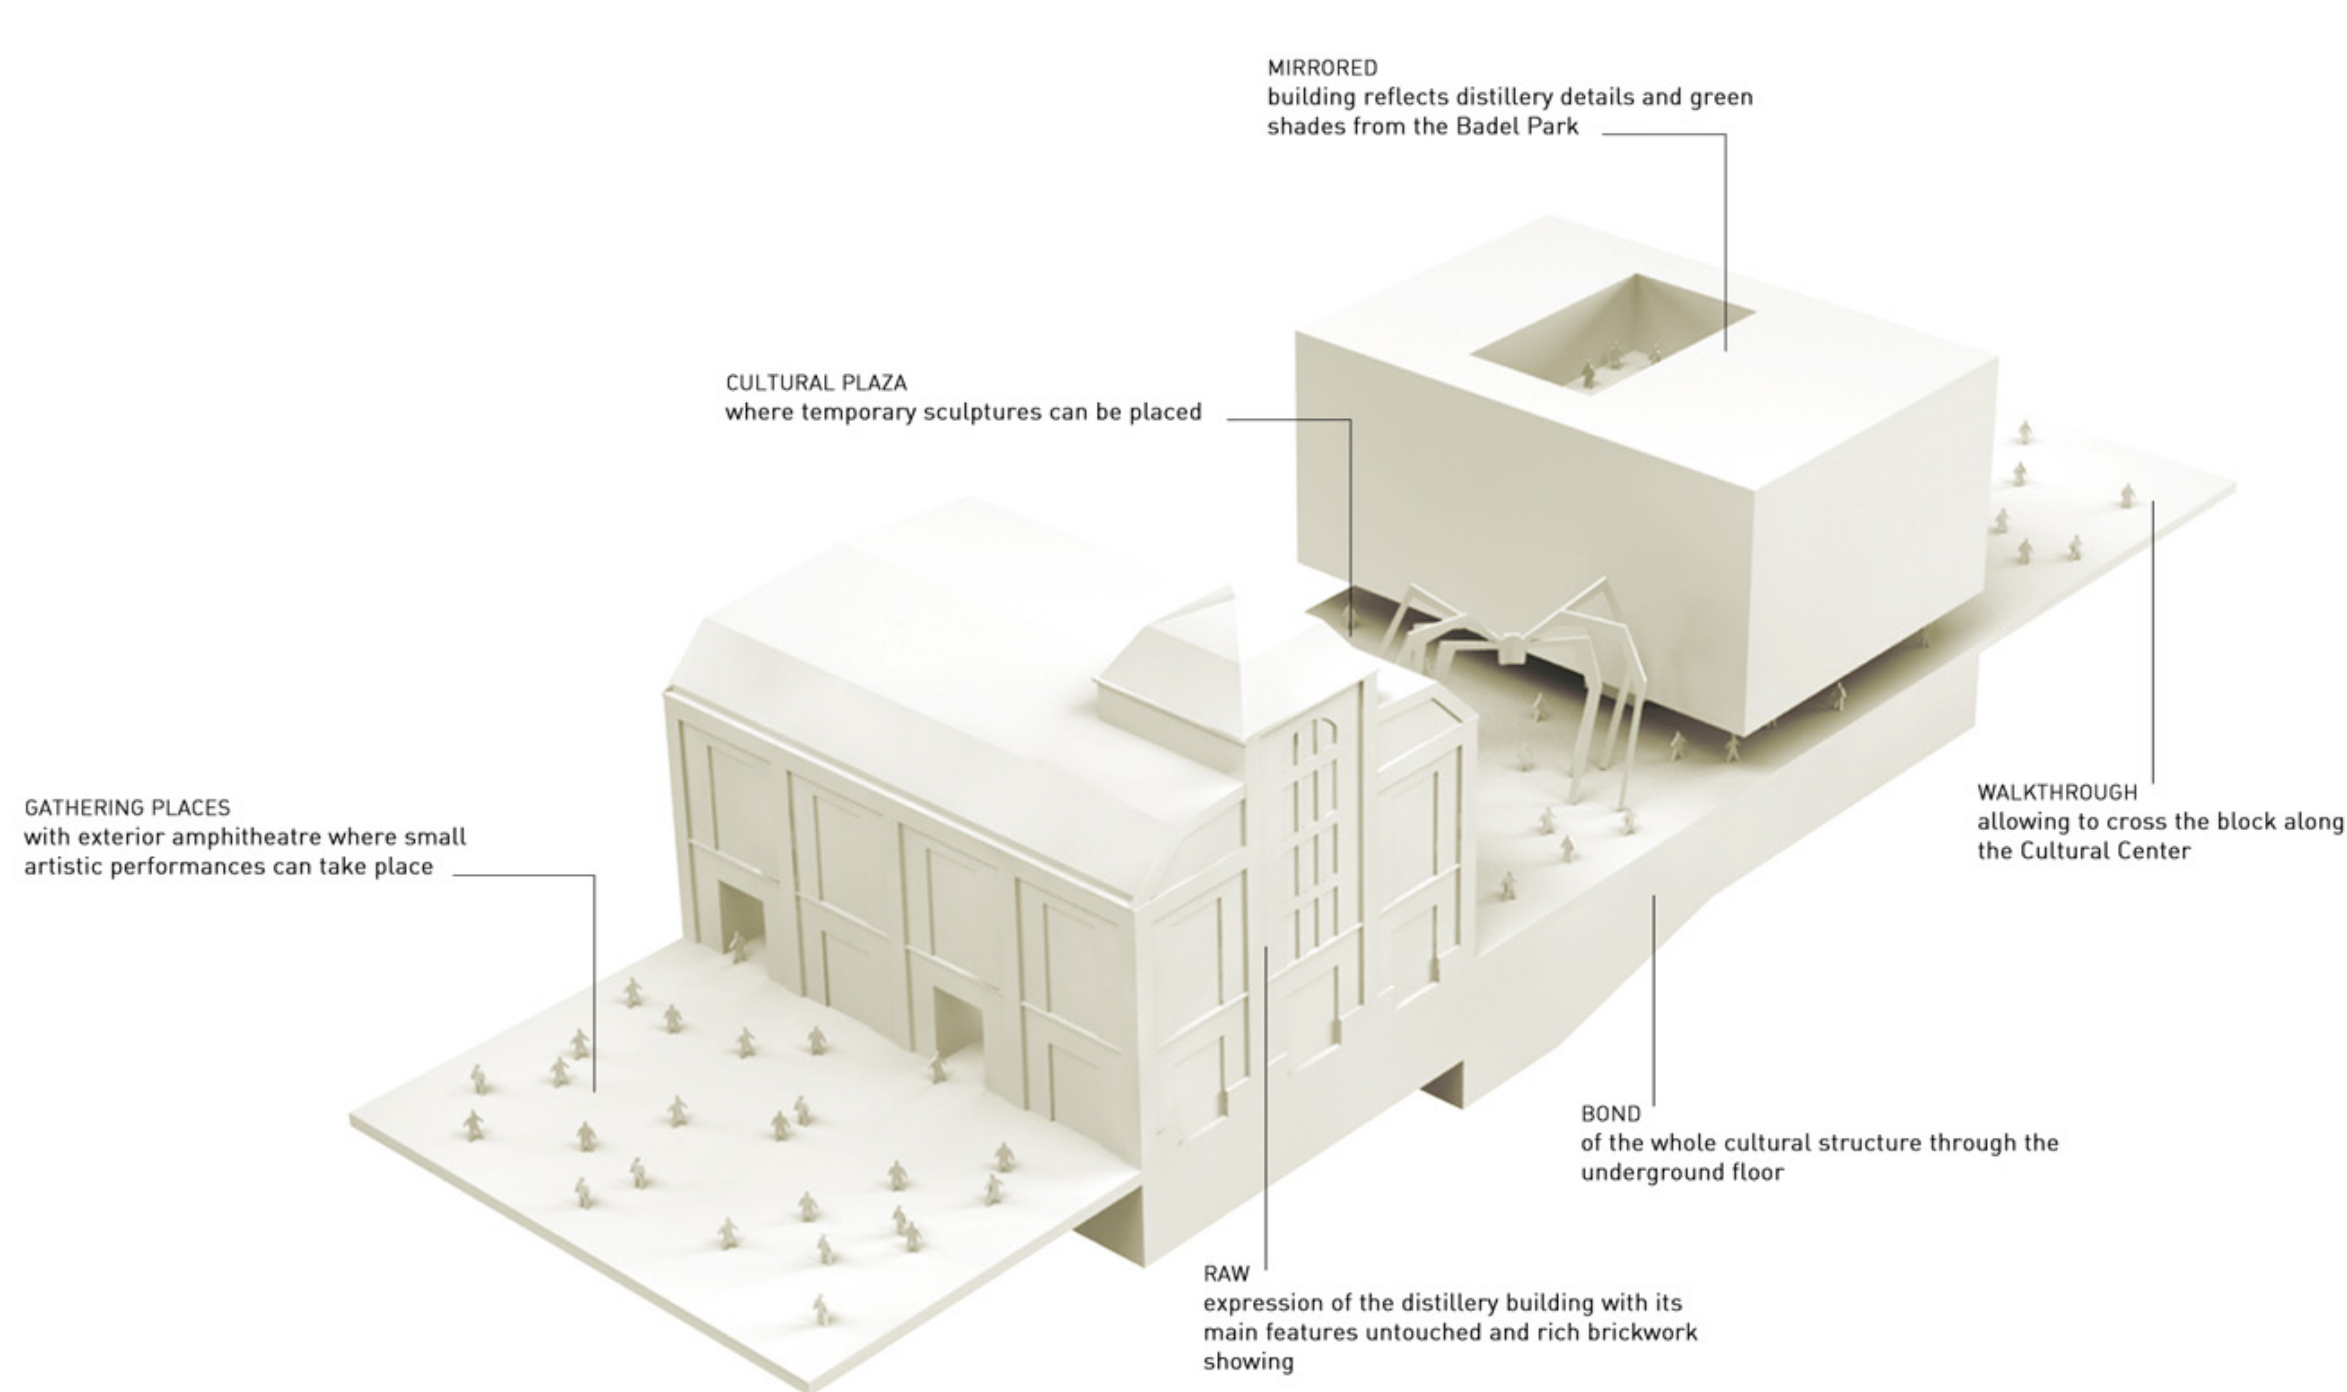 MIRRORED
building reflects distillery details and green
shades from the Badel Park
CULTURAL PLAZA
where temporary sculptures can be placed
GATHERING PLACES
with exterior amphitheatre where small
artistic performances can take place
WALKTHROUGH
allowing to cross the block along
the Cultural Center
BOND
of the whole cultural structure through the
underground floor
RAW
expression of the distillery building with its
main features untouched and rich brickwork
showing